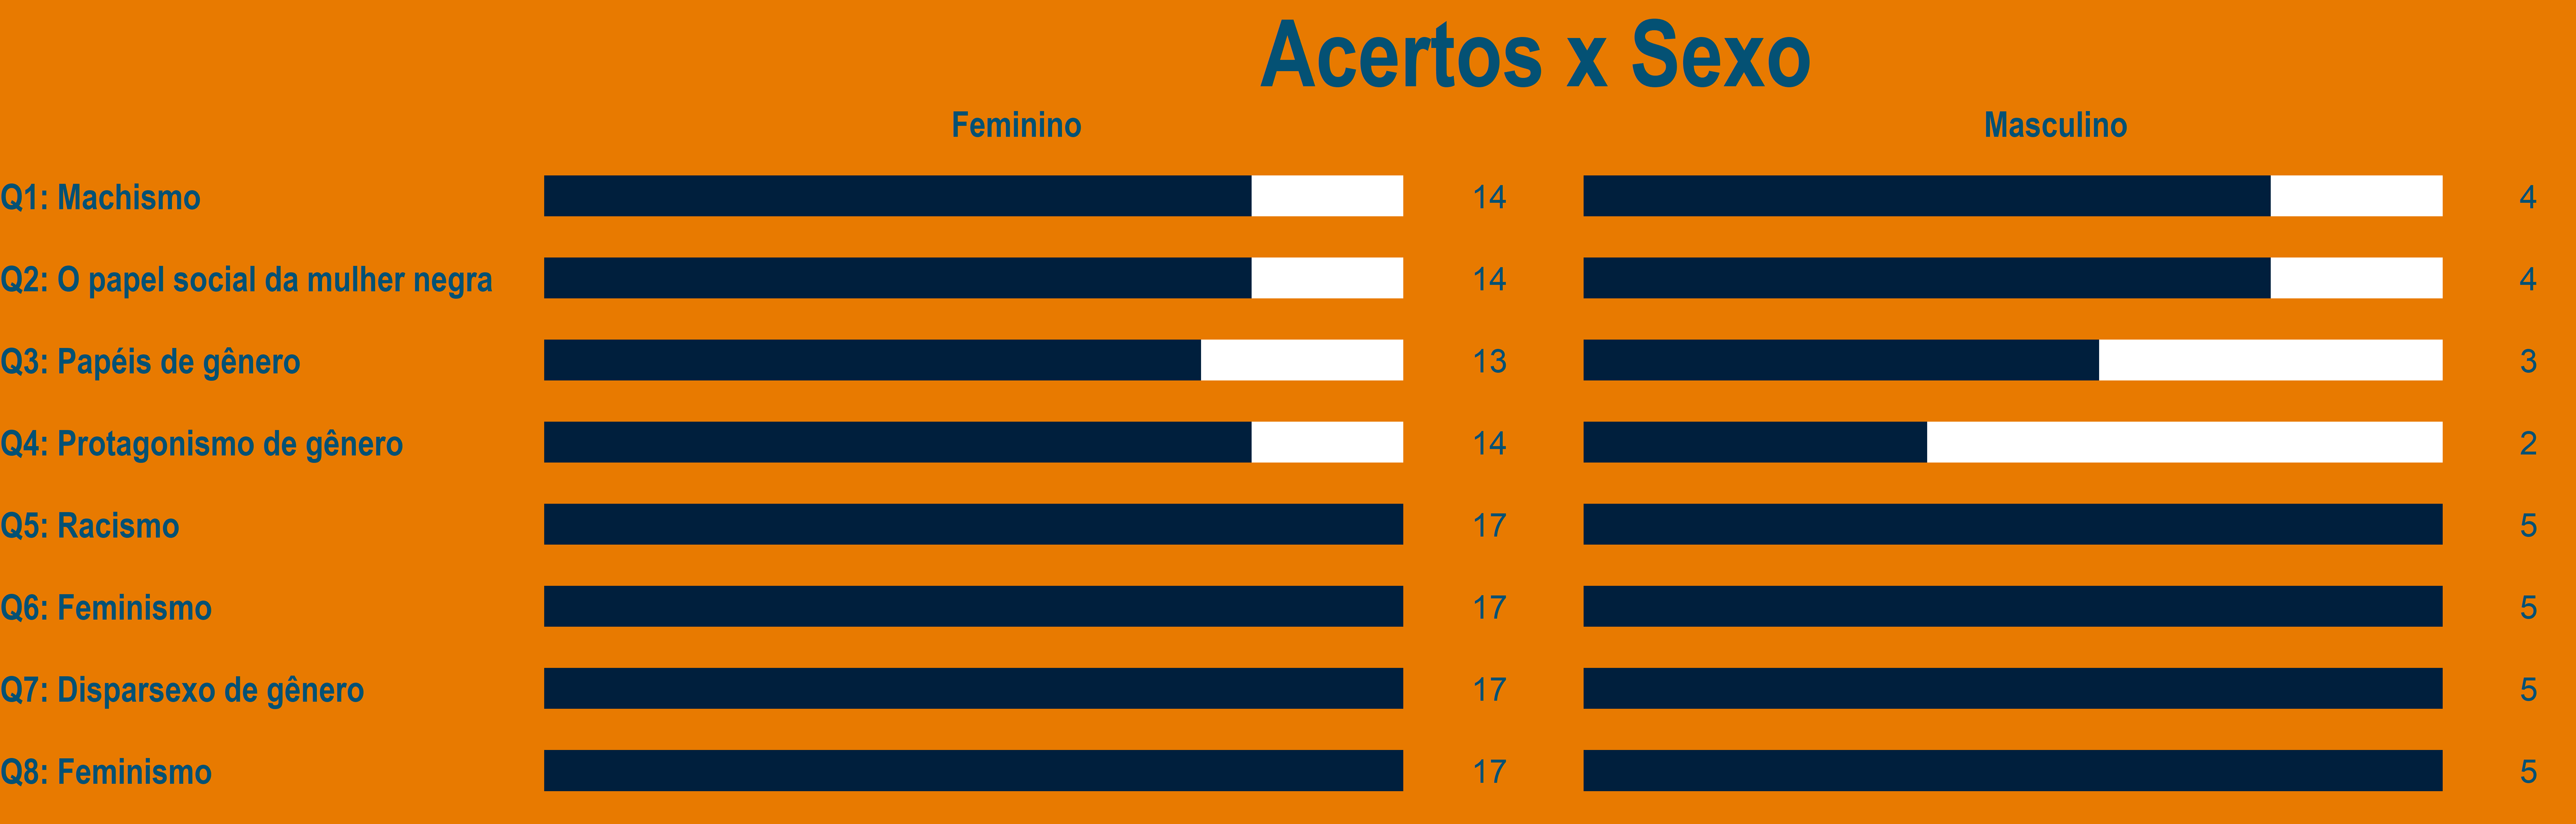 Acertos x Sexo
Feminino Masculino
Q1: Machismo 14 4
Q2: O papel social da mulher negra 14 4
Q3: Papéis de gênero 13 3
Q4: Protagonismo de gênero 14 2
Q5: Racismo 17 5
Q6: Feminismo 17 5
Q7: Disparsexo de gênero 17 5
Q8: Feminismo 17 5